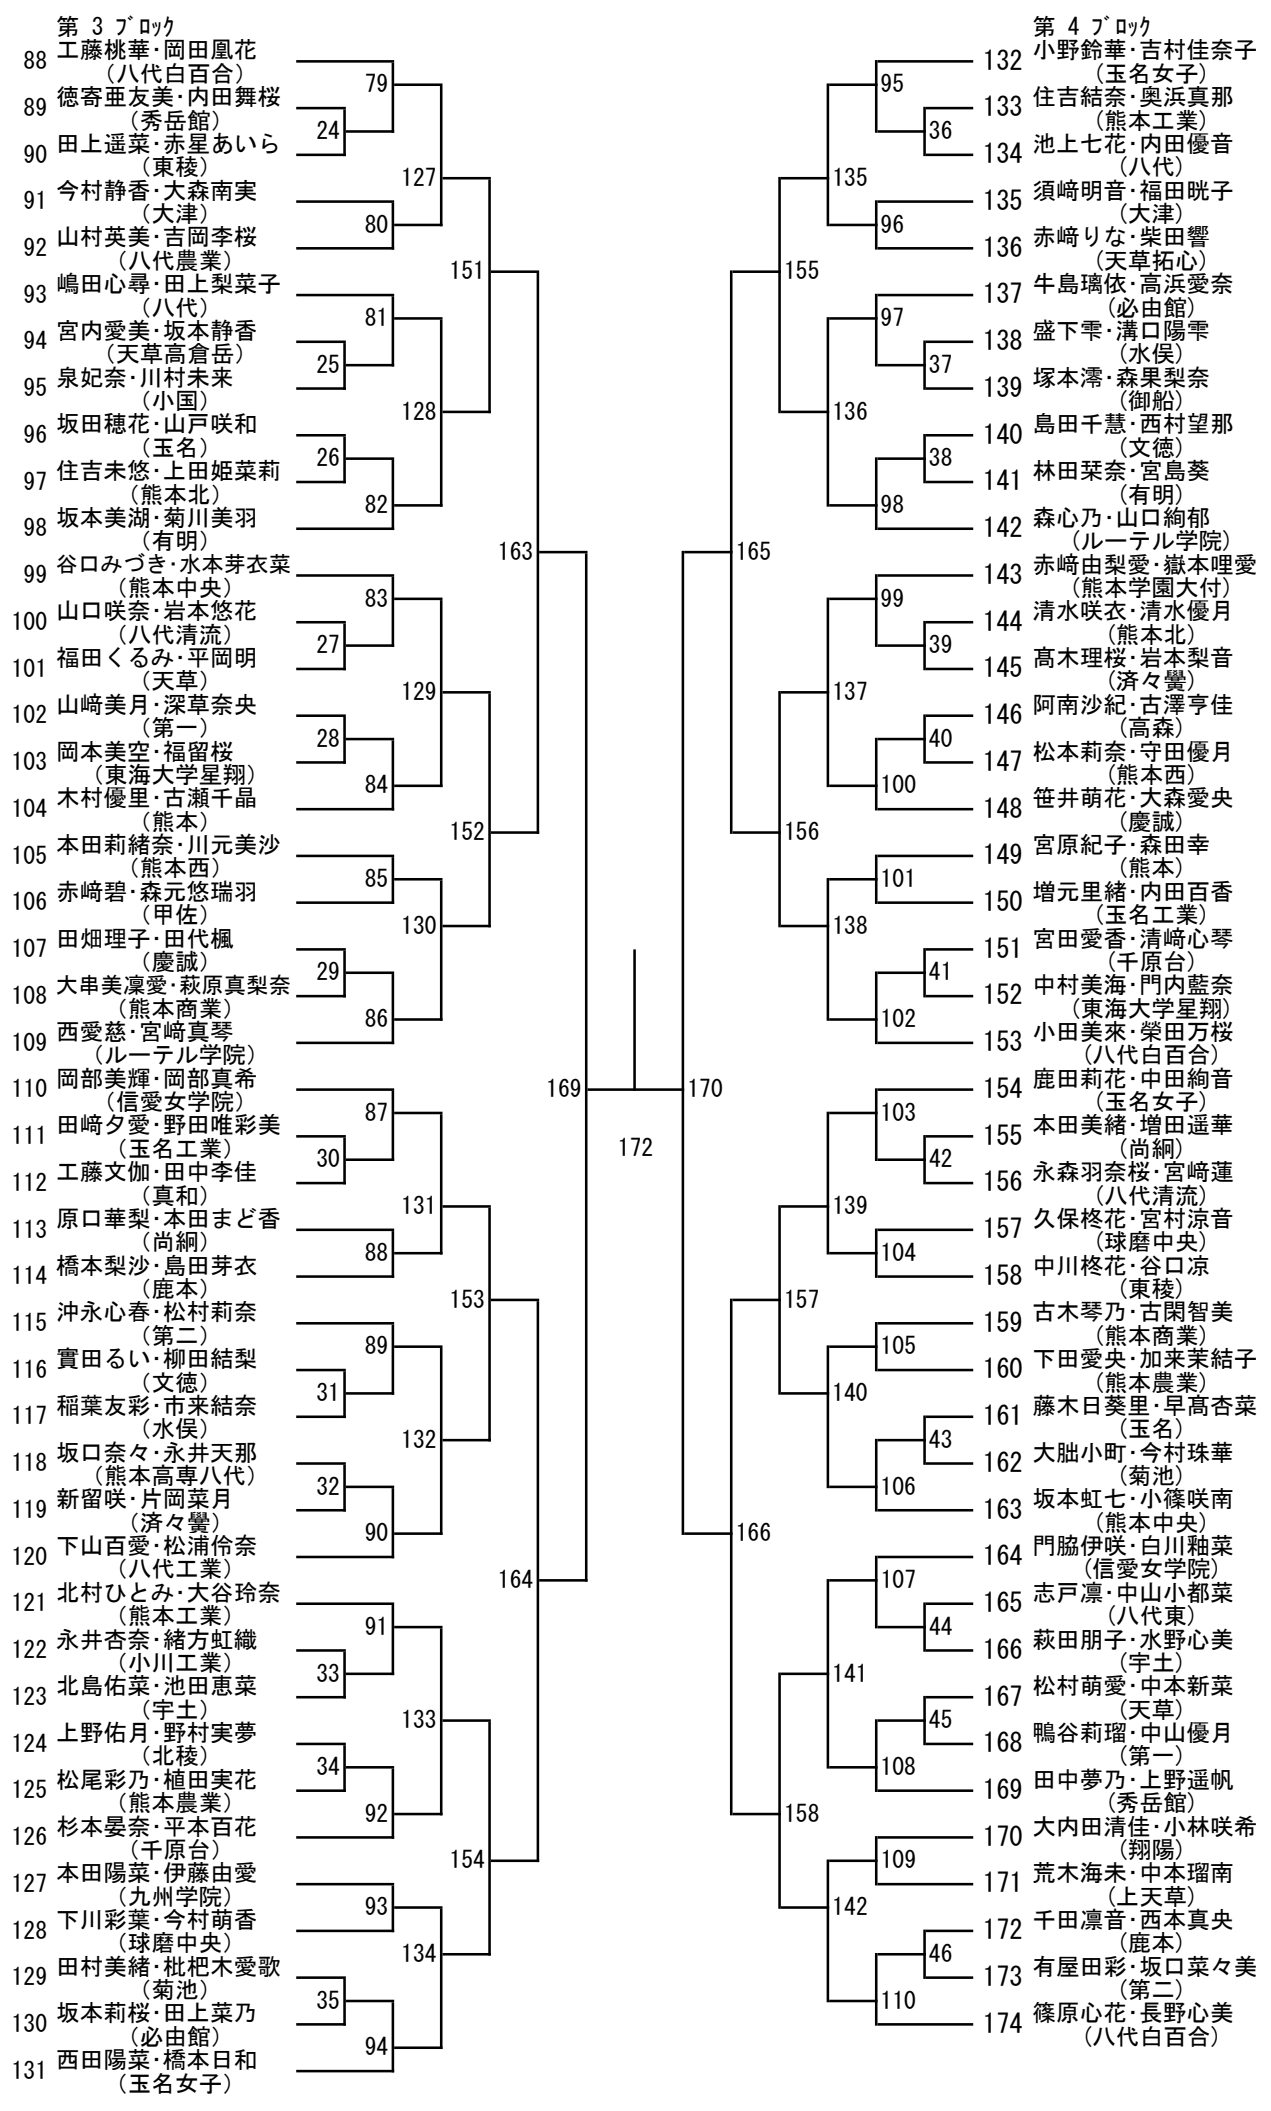 第 3 ブロック
88 工藤桃華・岡田凰花
（八代白百合）
89 徳寄亜友美・内田舞桜
（秀岳館）
90 田上遥菜・赤星あいら
（東稜）
91 今村静香・大森南実
（大津）
92 山村英美・吉岡李桜
（八代農業）
93 嶋田心尋・田上梨菜子
（八代）
94 宮内愛美・坂本静香
（天草高倉岳）
95 泉妃奈・川村未来
（小国）
96 坂田穂花・山戸咲和
（玉名）
97 住吉未悠・上田姫菜莉
（熊本北）
98 坂本美湖・菊川美羽
（有明）
99 谷口みづき・水本芽衣菜
（熊本中央）
100 山口咲奈・岩本悠花
（八代清流）
101 福田くるみ・平岡明
（天草）
102 山﨑美月・深草奈央
（第一）
103 岡本美空・福留桜
（東海大学星翔）
104 木村優里・古瀬千晶
（熊本）
105 本田莉緒奈・川元美沙
（熊本西）
106 赤﨑碧・森元悠瑞羽
（甲佐）
107 田畑理子・田代楓
（慶誠）
108 大串美凜愛・萩原真梨奈
（熊本商業）
109 西愛慈・宮﨑真琴
（ルーテル学院）
110 岡部美輝・岡部真希
（信愛女学院）
111 田﨑夕愛・野田唯彩美
（玉名工業）
112 工藤文伽・田中李佳
（真和）
113 原口華梨・本田まど香
（尚絅）
114 橋本梨沙・島田芽衣
（鹿本）
115 沖永心春・松村莉奈
（第二）
116 實田るい・柳田結梨
（文徳）
117 稲葉友彩・市来結奈
（水俣）
118 坂口奈々・永井天那
（熊本高専八代）
119 新留咲・片岡菜月
（済々黌）
120 下山百愛・松浦伶奈
（八代工業）
121 北村ひとみ・大谷玲奈
（熊本工業）
122 永井杏奈・緒方虹織
（小川工業）
123 北島佑菜・池田恵菜
（宇土）
124 上野佑月・野村実夢
（北稜）
125 松尾彩乃・植田実花
（熊本農業）
126 杉本晏奈・平本百花
（千原台）
127 本田陽菜・伊藤由愛
（九州学院）
128 下川彩葉・今村萌香
（球磨中央）
129 田村美緒・枇杷木愛歌
（菊池）
130 坂本莉桜・田上菜乃
（必由館）
131 西田陽菜・橋本日和
（玉名女子）
79
24
127
80
151
81
25
128
26
82
163
83
27
129
28
84
152
85
130
29
86
169
87
30
131
88
153
89
31
132
32
90
164
91
33
133
34
92
154
93
134
35
94
172
95
36
135
96
155
97
37
136
38
98
165
99
39
137
40
100
156
101
138
41
102
170
103
42
139
104
157
105
140
43
106
166
107
44
141
45
108
158
109
142
46
110
第 4 ブロック
132 小野鈴華・吉村佳奈子
（玉名女子）
133 住吉結奈・奥浜真那
（熊本工業）
134 池上七花・内田優音
（八代）
135 須﨑明音・福田晄子
（大津）
136 赤﨑りな・柴田響
（天草拓心）
137 牛島璃依・高浜愛奈
（必由館）
138 盛下雫・溝口陽雫
（水俣）
139 塚本澪・森果梨奈
（御船）
140 島田千慧・西村望那
（文徳）
141 林田栞奈・宮島葵
（有明）
142 森心乃・山口絢郁
（ルーテル学院）
143 赤﨑由梨愛・嶽本哩愛
（熊本学園大付）
144 清水咲衣・清水優月
（熊本北）
145 髙木理桜・岩本梨音
（済々黌）
146 阿南沙紀・古澤亨佳
（高森）
147 松本莉奈・守田優月
（熊本西）
148 笹井萌花・大森愛央
（慶誠）
149 宮原紀子・森田幸
（熊本）
150 増元里緒・内田百香
（玉名工業）
151 宮田愛香・清﨑心琴
（千原台）
152 中村美海・門内藍奈
（東海大学星翔）
153 小田美來・榮田万桜
（八代白百合）
154 鹿田莉花・中田絢音
（玉名女子）
155 本田美緒・増田遥華
（尚絅）
156 永森羽奈桜・宮﨑蓮
（八代清流）
157 久保柊花・宮村涼音
（球磨中央）
158 中川柊花・谷口凉
（東稜）
159 古木琴乃・古閑智美
（熊本商業）
160 下田愛央・加来茉結子
（熊本農業）
161 藤木日葵里・早髙杏菜
（玉名）
162 大朏小町・今村珠華
（菊池）
163 坂本虹七・小篠咲南
（熊本中央）
164 門脇伊咲・白川釉菜
（信愛女学院）
165 志戸凛・中山小都菜
（八代東）
166 萩田朋子・水野心美
（宇土）
167 松村萌愛・中本新菜
（天草）
168 鴨谷莉瑠・中山優月
（第一）
169 田中夢乃・上野遥帆
（秀岳館）
170 大内田清佳・小林咲希
（翔陽）
171 荒木海未・中本瑠南
（上天草）
172 千田凛音・西本真央
（鹿本）
173 有屋田彩・坂口菜々美
（第二）
174 篠原心花・長野心美
（八代白百合）